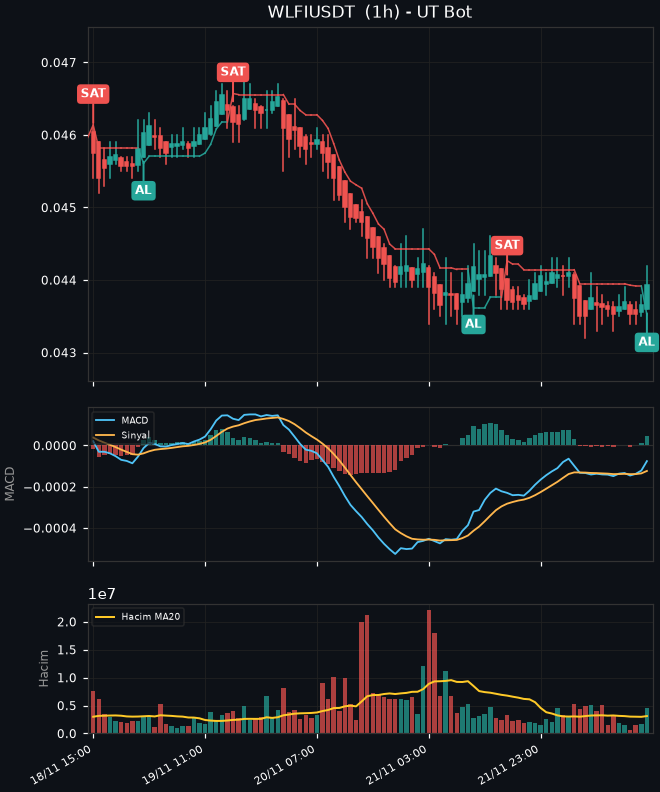 WLFIUSDT (1h) - UT Bot
0.047
SAT
SAT
0.046
AL
0.045
SAT
0.044
AL
AL
0.043
MACD
Sinyal
0.0000
−0.0002
−0.0004
MACD
1e7
Hacim MA20
2.0
1.5
1.0
0.5
0.0
Hacim
18/11 15:00
19/11 11:00
20/11 07:00
21/11 03:00
21/11 23:00